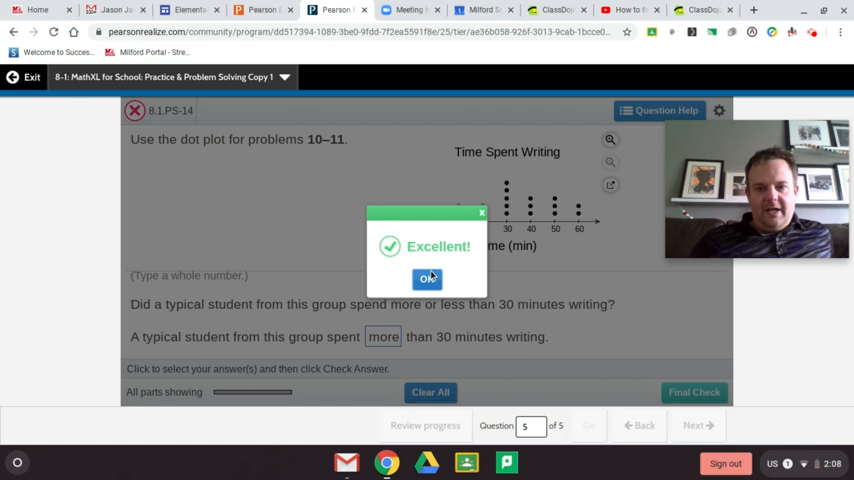 Home
Jason Ja
Elementa
Pearson E
Pearson F
Meeting i
Milford S
ClassDoj
How to fi
ClassDoj
pearsonrealize.com/community/program/dd517394-1089-3be0-9fdd-7f2ea5591f8e/25/tier/ae36b058-926f-3013-9cab-1bcce0...
Welcome to Succes...
Milford Portal - Stre...
Exit
8-1: MathXL for School: Practice & Problem Solving Copy 1
8.1.PS-14
Question Help
Use the dot plot for problems 10–11.
Time Spent Writing
30 40 50 60
me (min)
x
Excellent!
OK
(Type a whole number.)
Did a typical student from this group spend more or less than 30 minutes writing?
A typical student from this group spent more than 30 minutes writing.
Click to select your answer(s) and then click Check Answer.
All parts showing
Clear All
Final Check
Review progress
Question 5 of 5
Go
Back
Next
Sign out
US 1 2:08